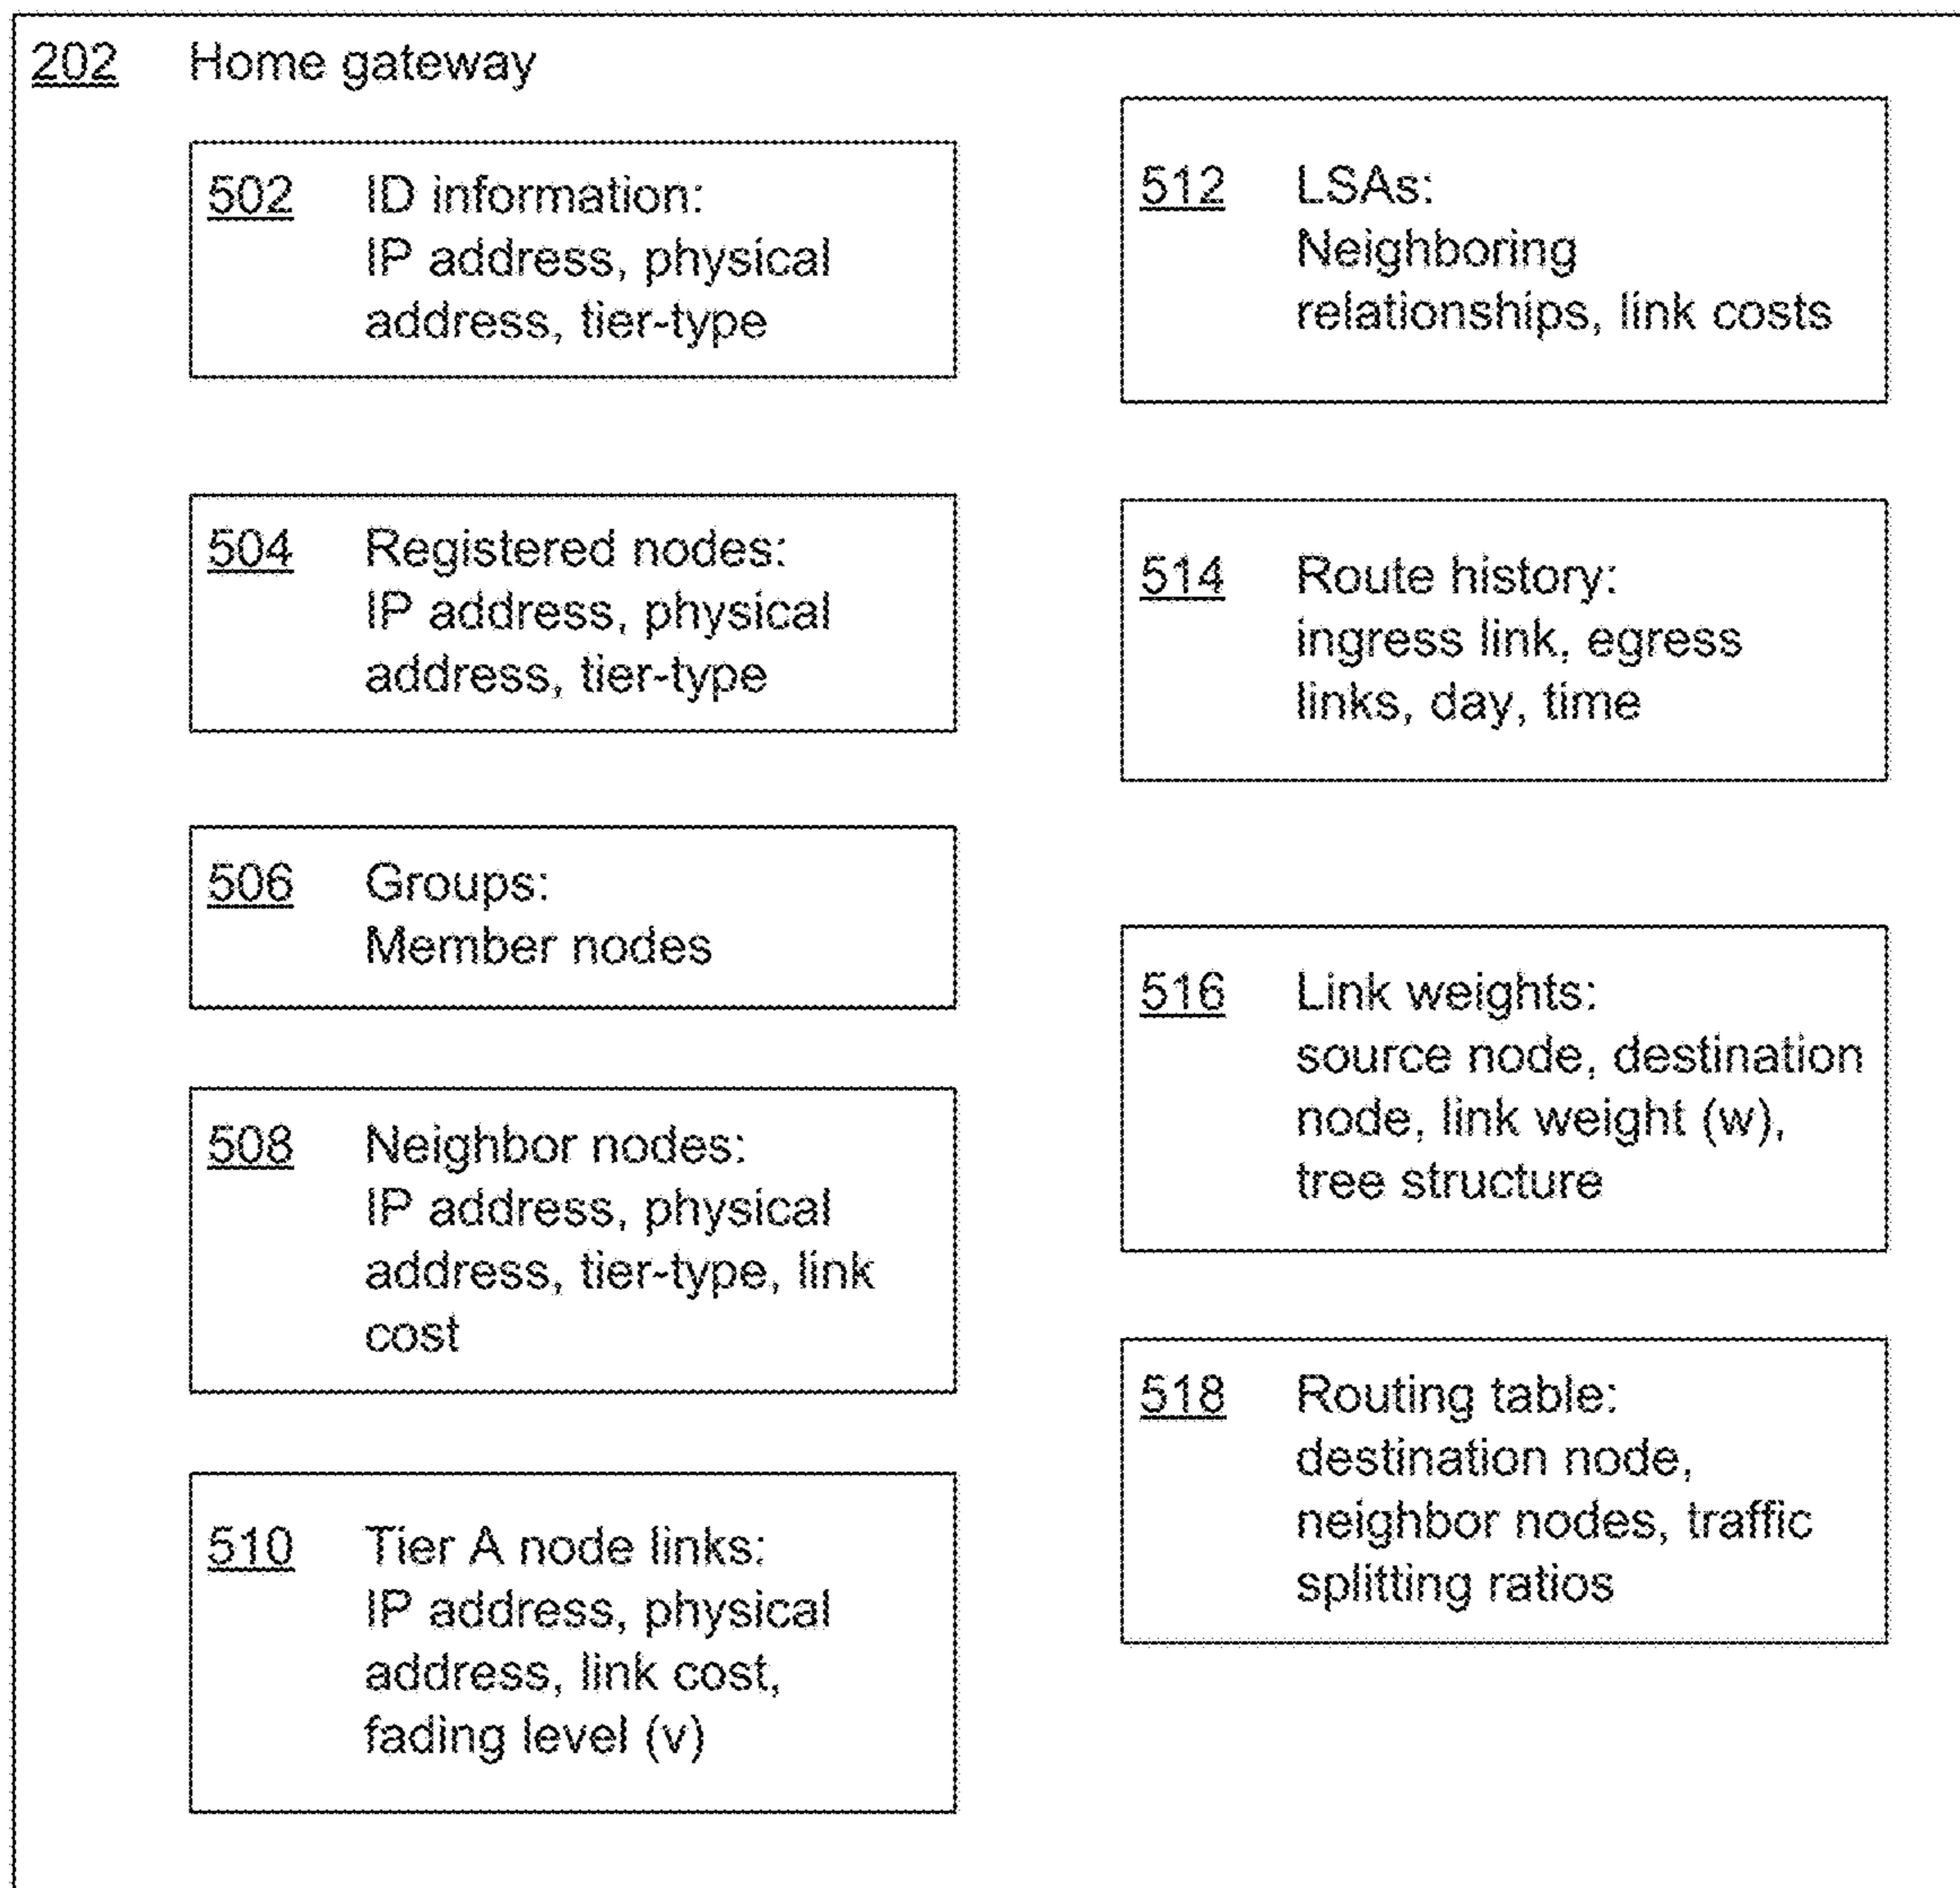 202 Home gateway
502 ID information:
IP address, physical
address, tier-type
504 Registered nodes:
IP address, physical
address, tier-type
506 Groups:
Member nodes
508 Neighbor nodes:
IP address, physical
address, tier-type, link
cost
510 Tier A node links:
IP address, physical
address, link cost,
fading level (v)
512 LSAs:
Neighboring
relationships, link costs
514 Route history:
ingress link, egress
links, day, time
516 Link weights:
source node, destination
node, link weight (w),
tree structure
518 Routing table:
destination node,
neighbor nodes, traffic
splitting ratios